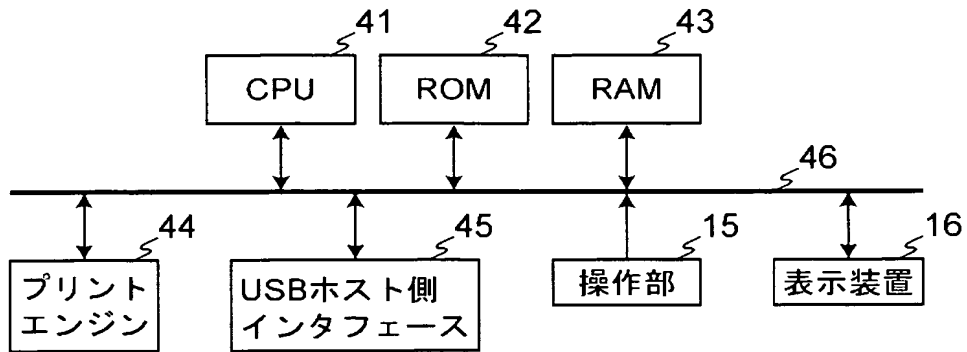 41
42
43
CPU
ROM
RAM
46
44
45
15
16
プリント
エンジン
USBホスト側
インタフェース
操作部
表示装置